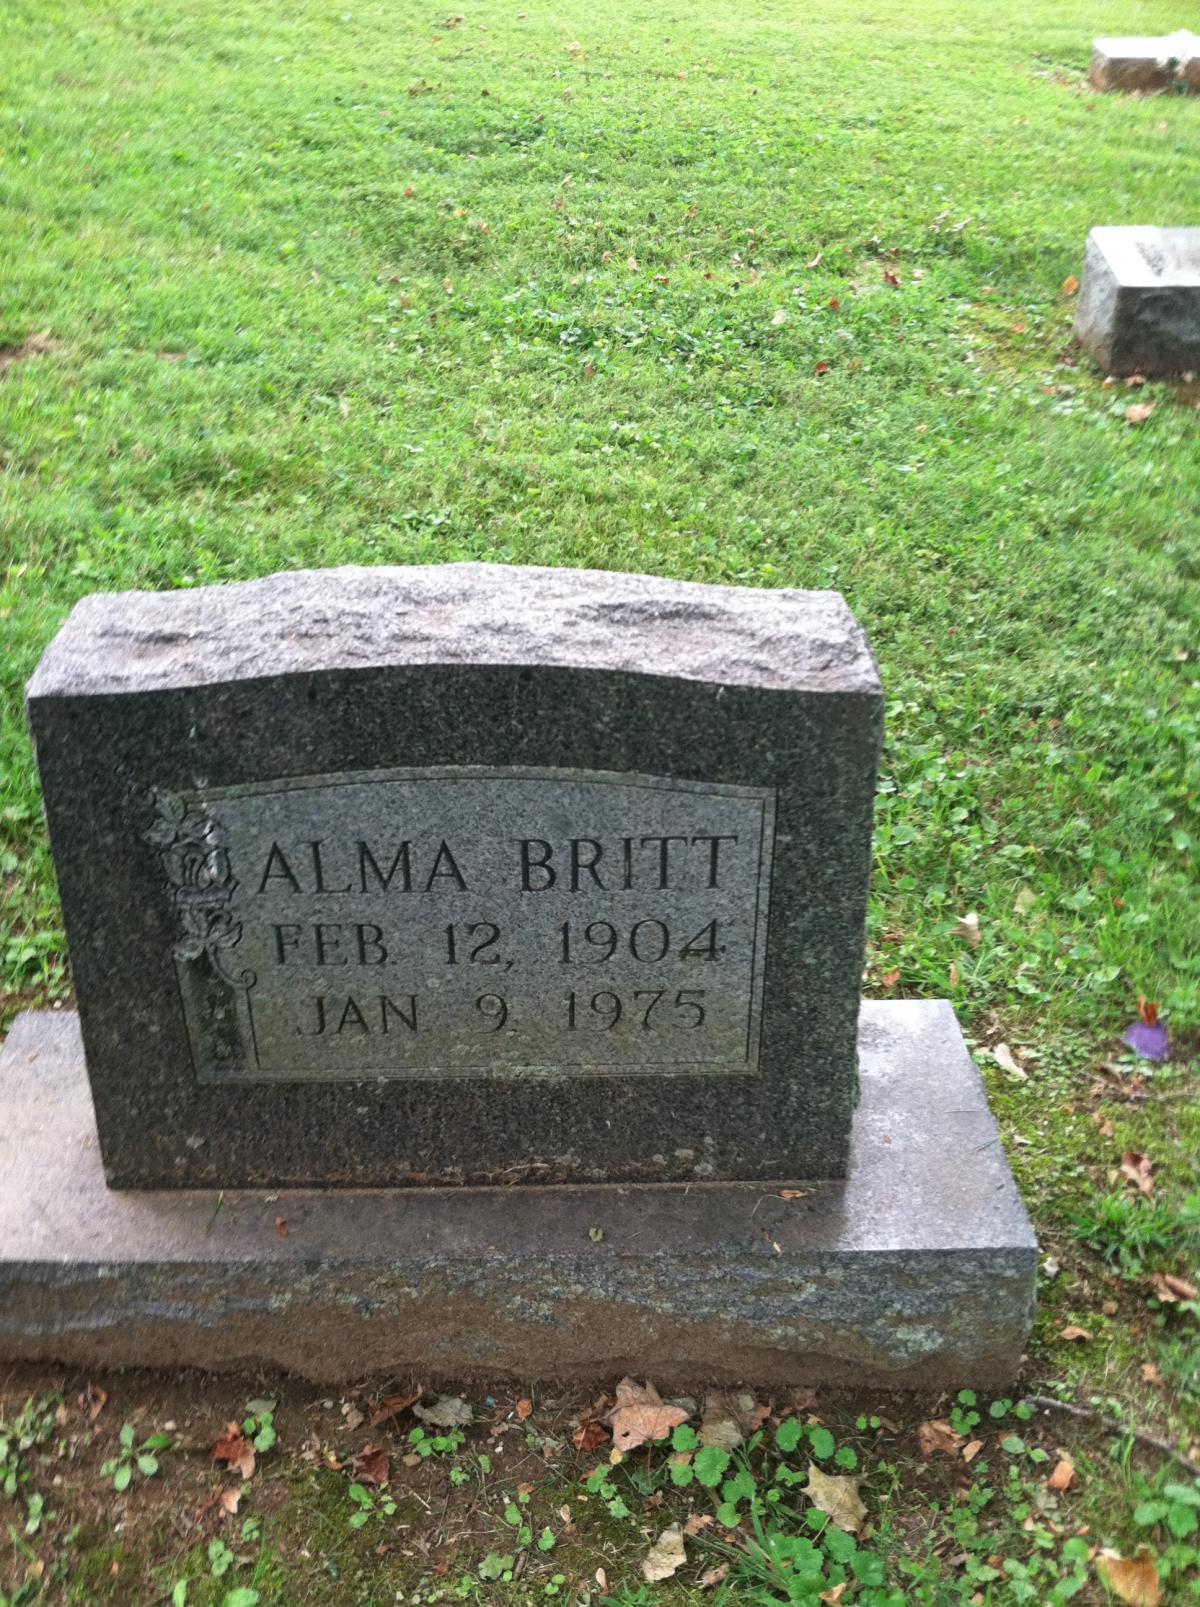 ALMA BRITT
FEB. 12, 1904
JAN 9 1975